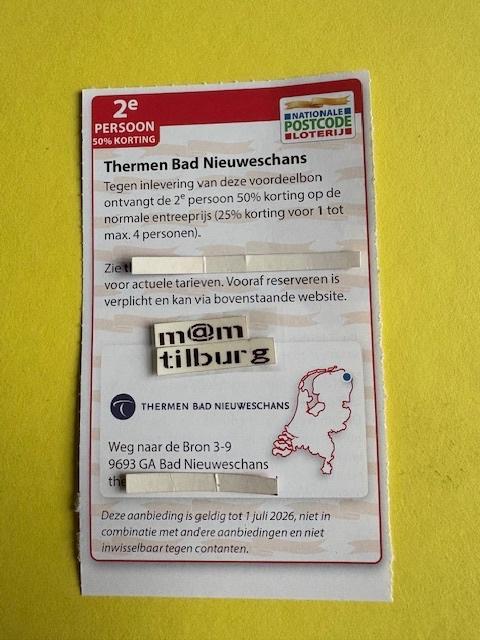 2e
PERSOON
50% KORTING
NATIONALE
POSTCODE
LOTERIJ
Thermen Bad Nieuweschans
Tegen inlevering van deze voordeelbon
ontvangt de 2e persoon 50% korting op de
normale entreeprijs (25% korting voor 1 tot
max. 4 personen).
Zie
voor actuele tarieven. Vooraf reserveren is
verplicht en kan via bovenstaande website.
m@m
tilburg
THERMEN BAD NIEUWESCHANS
Weg naar de Bron 3-9
9693 GA Bad Nieuweschans
the
Deze aanbieding is geldig tot 1 juli 2026, niet in
combinatie met andere aanbiedingen en niet
inwisselbaar tegen contanten.